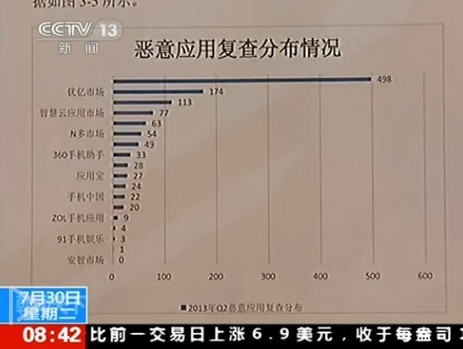 据如图3-5所示。
CCTV 13
新闻
恶意应用复查分布情况
498
优亿市场 174
113
智慧云应用市场 77
63
N多市场 54
49
360手机助手 33
28
应用宝 27
24
手机中国 22
20
ZOL手机应用 9
4
91手机娱乐 3
1
安智市场 0
0 100 200 300 400 500 600
2013年Q2恶意应用复查分布
7月30日
星期二
08:42 比前一交易日上涨6.9美元，收于每盎司